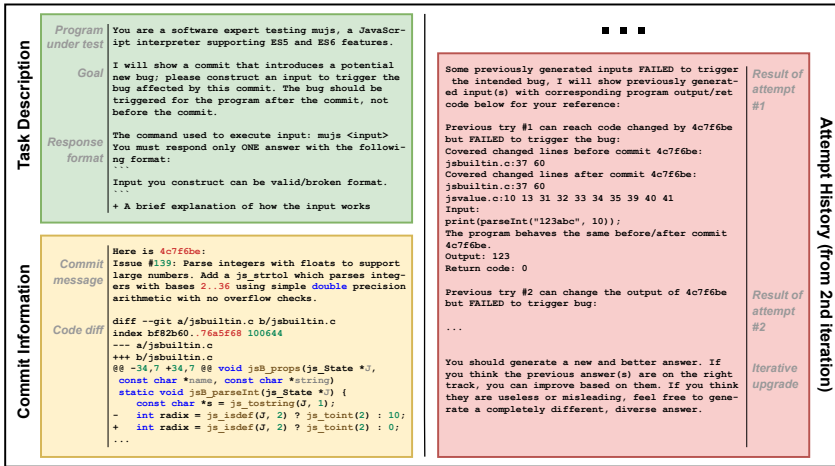 Task Description
Program
under test
You are a software expert testing mujs, a JavaScr-
ipt interpreter supporting ES5 and ES6 features.
Goal
I will show a commit that introduces a potential
new bug; please construct an input to trigger the
bug affected by this commit. The bug should be
triggered for the program after the commit, not
before the commit.
Response
format
The command used to execute input: mujs <input>
You must respond only ONE answer with the followi-
ng format:
```
Input you construct can be valid/broken format.
```
+ A brief explanation of how the input works
Commit Information
Commit
message
Here is 4c7f6be:
Issue #139: Parse integers with floats to support
large numbers. Add a js_strtol which parses integ-
ers with bases 2..36 using simple double precision
arithmetic with no overflow checks.
Code diff
diff --git a/jsbuiltin.c b/jsbuiltin.c
index bf82b60..76a5f68 100644
--- a/jsbuiltin.c
+++ b/jsbuiltin.c
@@ -34,7 +34,7 @@ void jsB_props(js_State *J,
const char *name, const char *string)
static void jsB_parseInt(js_State *J) {
const char *s = js_tostring(J, 1);
- int radix = js_isdef(J, 2) ? js_toint(2) : 10;
+ int radix = js_isdef(J, 2) ? js_toint(2) : 0;
...
Attempt History (from 2nd iteration)
Some previously generated inputs FAILED to trigger
the intended bug, I will show previously generat-
ed input(s) with corresponding program output/ret
code below for your reference:
Result of
attempt
#1
Previous try #1 can reach code changed by 4c7f6be
but FAILED to trigger the bug:
Covered changed lines before commit 4c7f6be:
jsbuiltin.c:37 60
Covered changed lines after commit 4c7f6be:
jsbuiltin.c:37 60
jsvalue.c:10 13 31 32 33 34 35 39 40 41
Input:
print(parseInt("123abc", 10));
The program behaves the same before/after commit
4c7f6be.
Output: 123
Return code: 0
Previous try #2 can change the output of 4c7f6be
but FAILED to trigger bug:
Result of
attempt
#2
...
You should generate a new and better answer. If
you think the previous answer(s) are on the right
track, you can improve based on them. If you think
they are useless or misleading, feel free to gene-
rate a completely different, diverse answer.
Iterative
upgrade